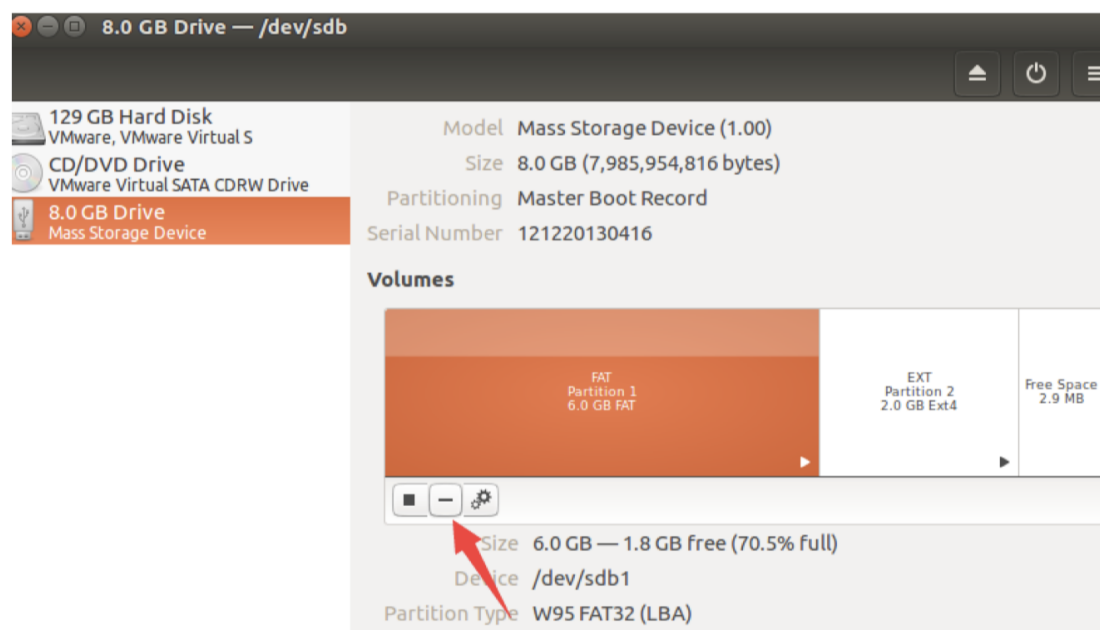 8.0 GB Drive — /dev/sdb
129 GB Hard Disk
VMware, VMware Virtual S
CD/DVD Drive
VMware Virtual SATA CDRW Drive
8.0 GB Drive
Mass Storage Device
Model Mass Storage Device (1.00)
Size 8.0 GB (7,985,954,816 bytes)
Partitioning Master Boot Record
Serial Number 121220130416
Volumes
FAT
Partition 1
6.0 GB FAT
EXT
Partition 2
2.0 GB Ext4
Free Space
2.9 MB
Size 6.0 GB — 1.8 GB free (70.5% full)
Device /dev/sdb1
Partition Type W95 FAT32 (LBA)